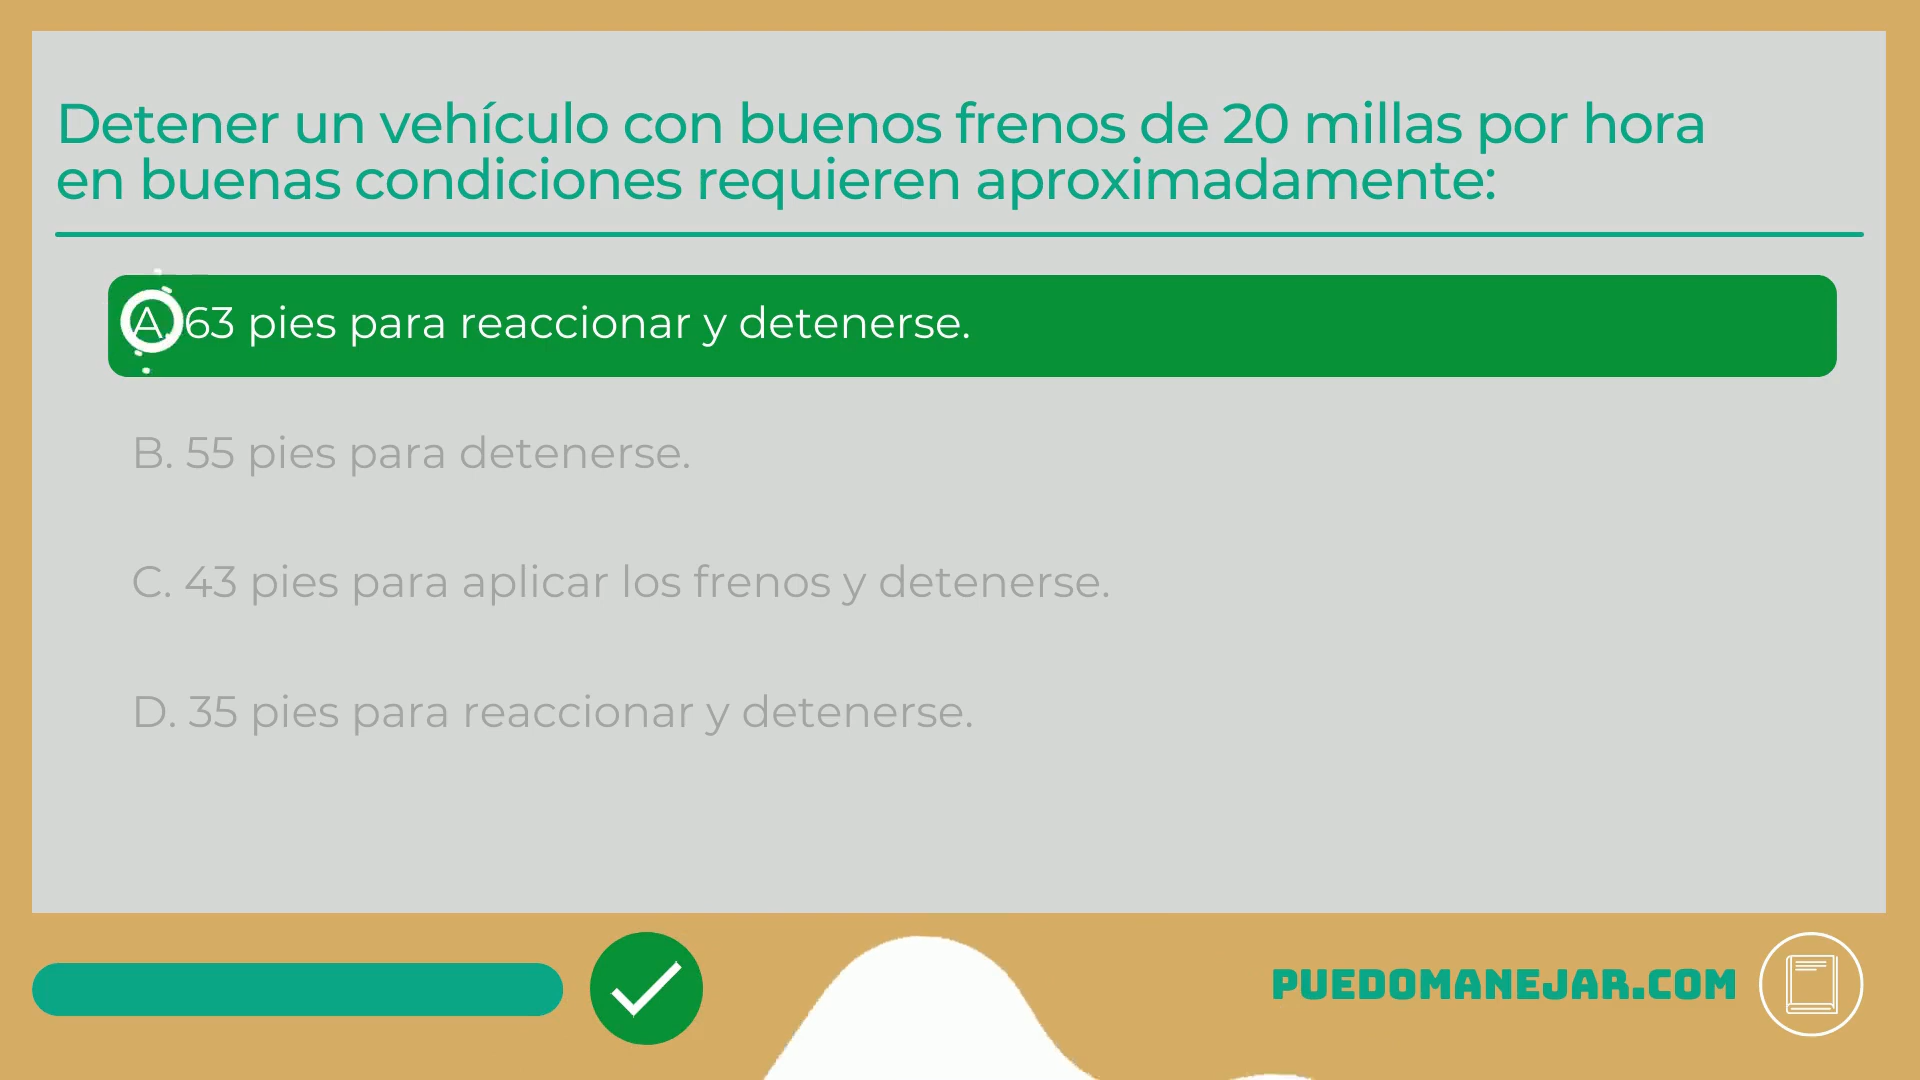 Detener un vehículo con buenos frenos de 20 millas por hora
en buenas condiciones requieren aproximadamente:
A. 63 pies para reaccionar y detenerse.
B. 55 pies para detenerse.
C. 43 pies para aplicar los frenos y detenerse.
D. 35 pies para reaccionar y detenerse.
PUEDOMANEJAR.COM